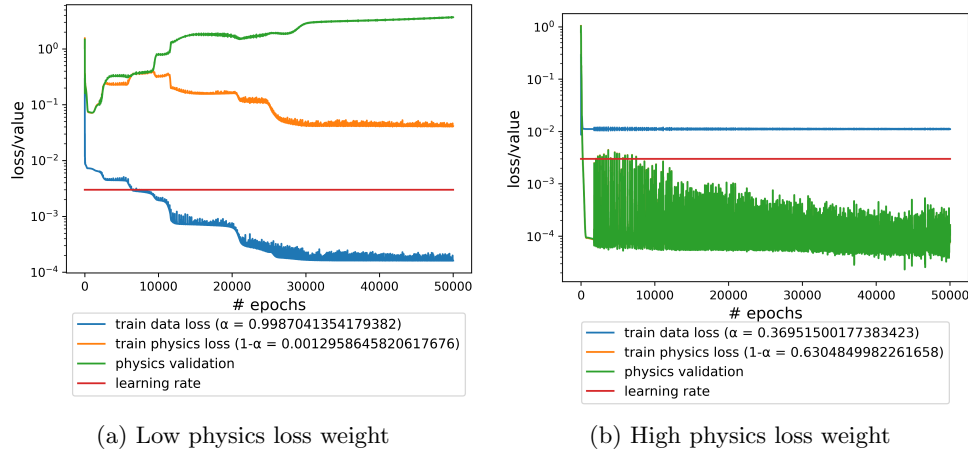 10⁰
10⁻¹
10⁻²
10⁻³
10⁻⁴
loss/value
0
10000
20000
30000
40000
50000
# epochs
train data loss (α = 0.9987041354179382)
train physics loss (1-α = 0.0012958645820617676)
physics validation
learning rate
(a) Low physics loss weight
10⁰
10⁻¹
10⁻²
10⁻³
10⁻⁴
loss/value
0
10000
20000
30000
40000
50000
# epochs
train data loss (α = 0.36951500177383423)
train physics loss (1-α = 0.6304849982261658)
physics validation
learning rate
(b) High physics loss weight